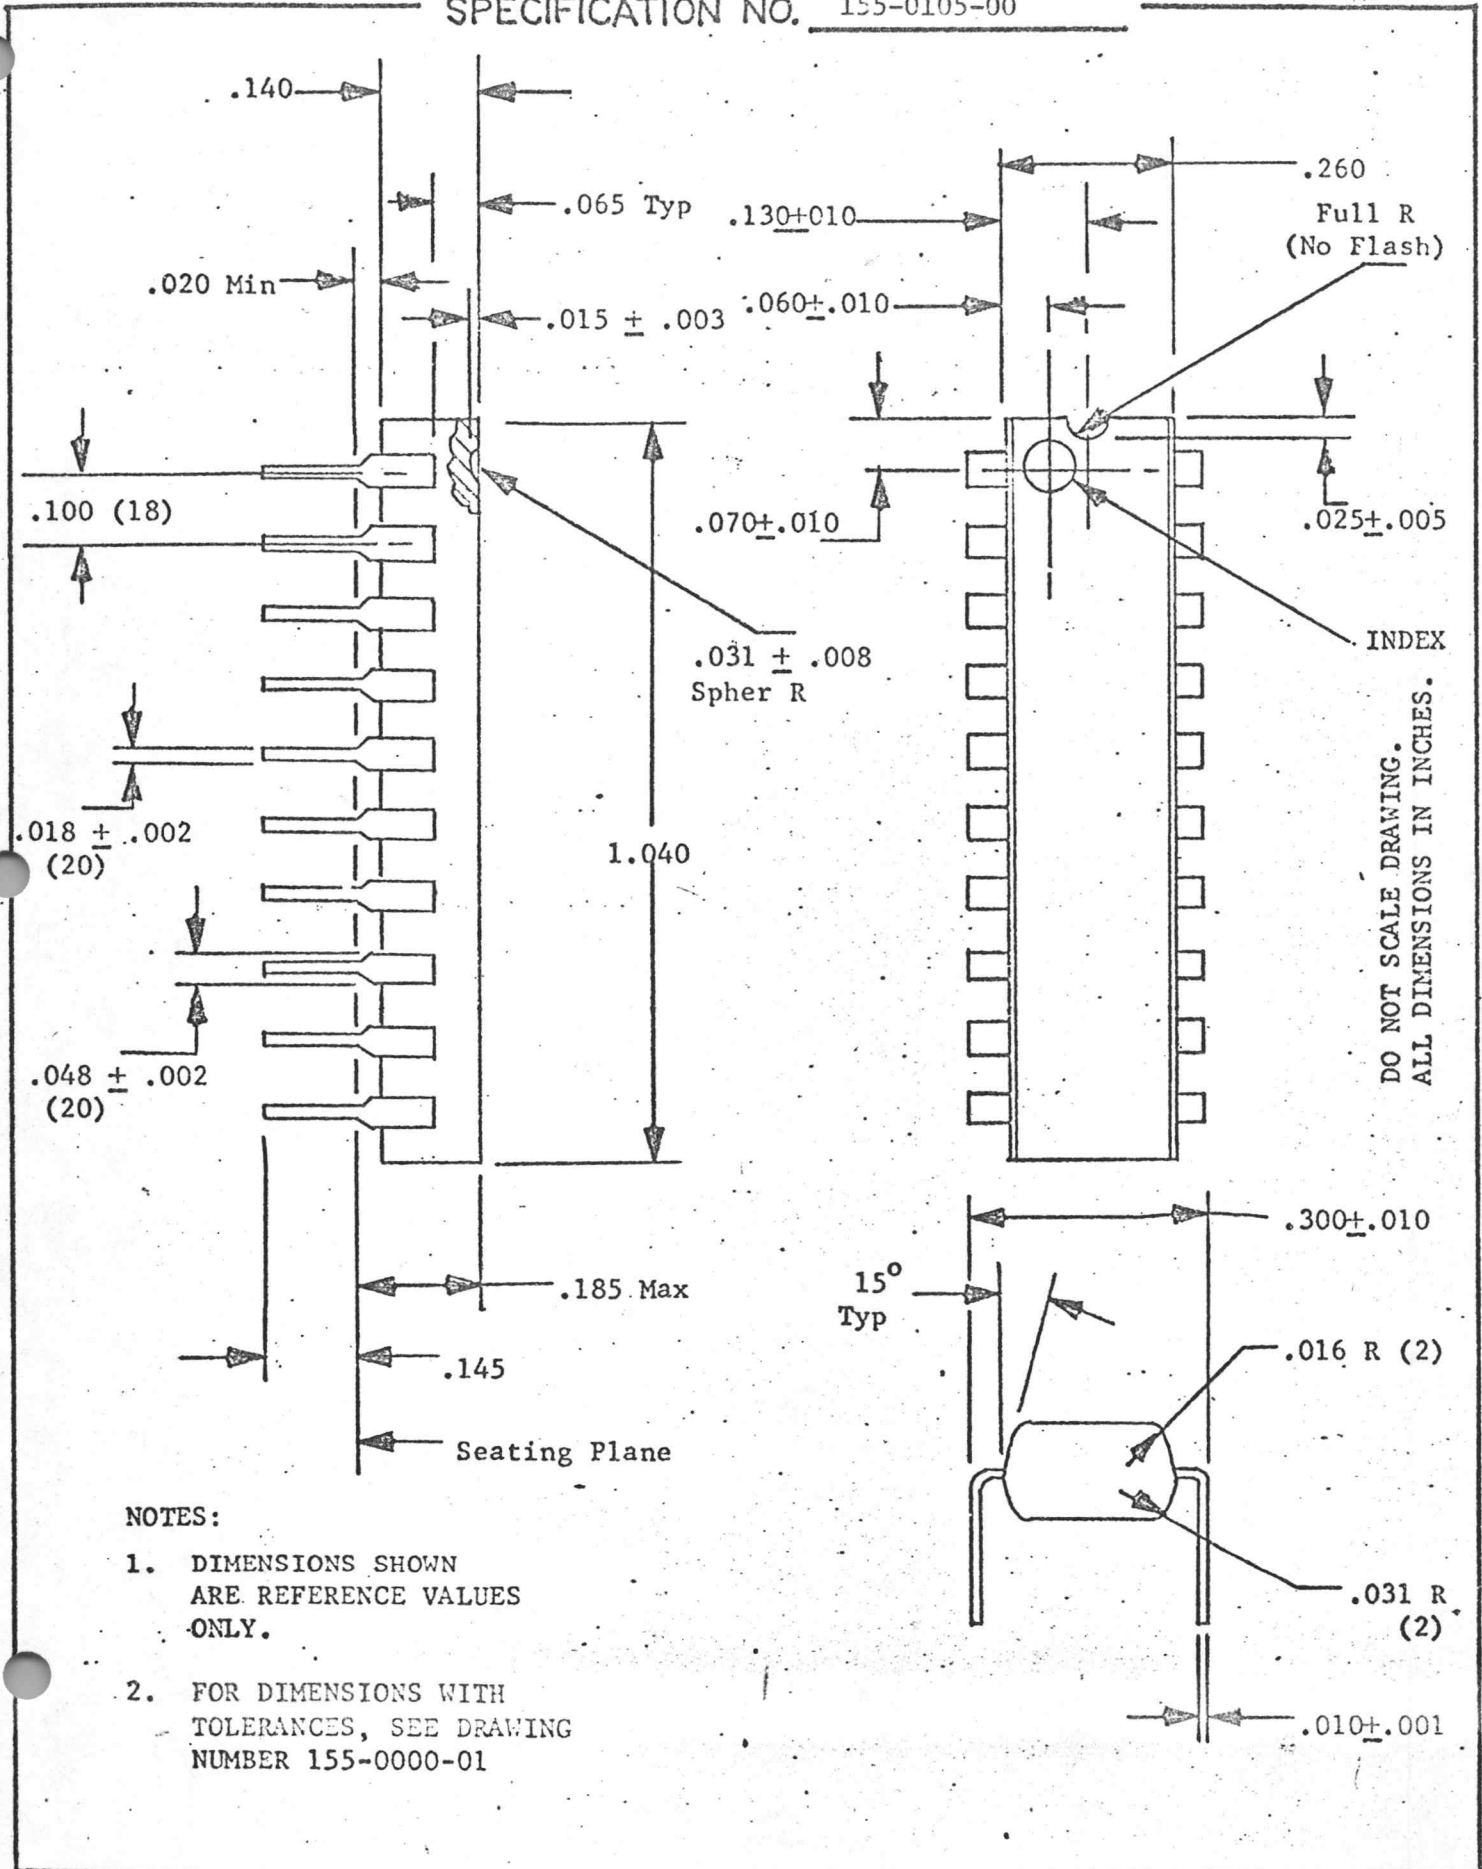 SPECIFICATION NO. 155-0105-00
.140
.260
.065 Typ
.130±010
Full R
(No Flash)
.020 Min
.015 ± .003
.060±.010
.100 (18)
.070±.010
.025±.005
INDEX
.031 ± .008
Spher R
DO NOT SCALE DRAWING.
ALL DIMENSIONS IN INCHES.
.018 ± .002
(20)
1.040
.048 ± .002
(20)
.300±.010
.185 Max
15°
Typ
.016 R (2)
.145
Seating Plane
.031 R
(2)
.010±.001
NOTES:
1. DIMENSIONS SHOWN
ARE REFERENCE VALUES
ONLY.
2. FOR DIMENSIONS WITH
TOLERANCES, SEE DRAWING
NUMBER 155-0000-01